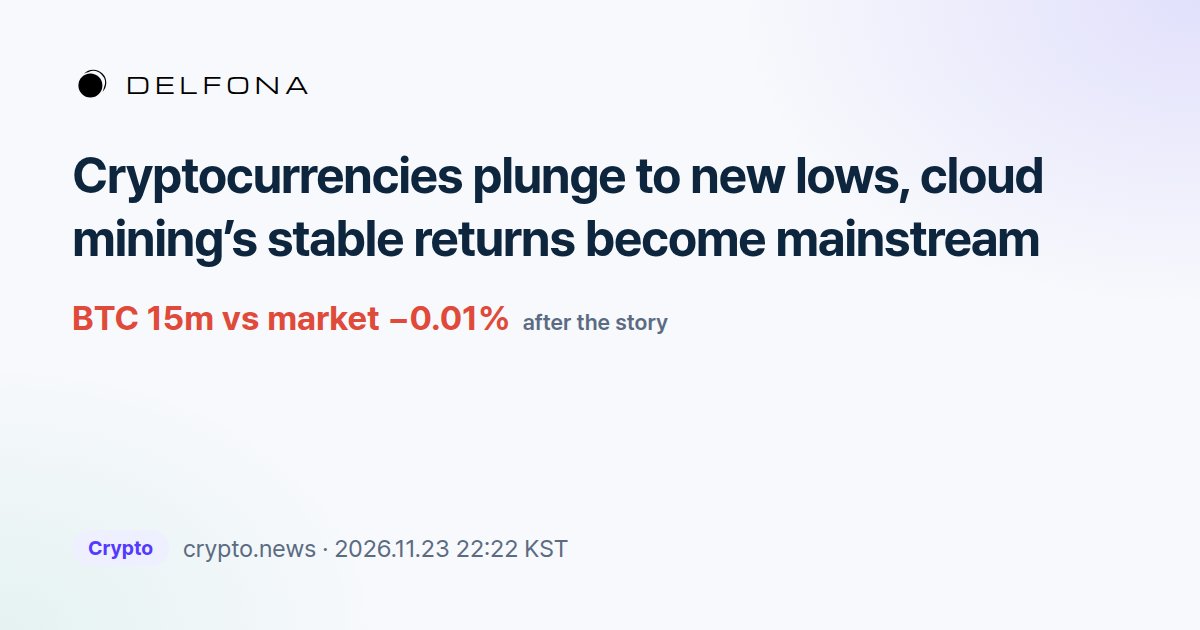 DELFONA
Cryptocurrencies plunge to new lows, cloud
mining’s stable returns become mainstream
BTC 15m vs market −0.01% after the story
Crypto crypto.news · 2026.11.23 22:22 KST